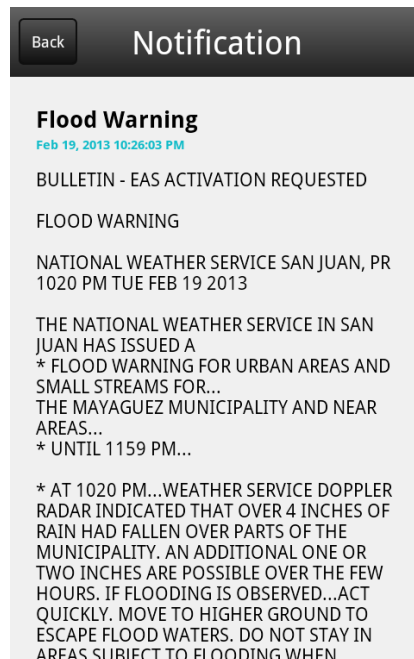 Back
Notification
Flood Warning
Feb 19, 2013 10:26:03 PM
BULLETIN - EAS ACTIVATION REQUESTED
FLOOD WARNING
NATIONAL WEATHER SERVICE SAN JUAN, PR
1020 PM TUE FEB 19 2013
THE NATIONAL WEATHER SERVICE IN SAN
JUAN HAS ISSUED A
* FLOOD WARNING FOR URBAN AREAS AND
SMALL STREAMS FOR...
THE MAYAGUEZ MUNICIPALITY AND NEAR
AREAS...
* UNTIL 1159 PM...
* AT 1020 PM...WEATHER SERVICE DOPPLER
RADAR INDICATED THAT OVER 4 INCHES OF
RAIN HAD FALLEN OVER PARTS OF THE
MUNICIPALITY. AN ADDITIONAL ONE OR
TWO INCHES ARE POSSIBLE OVER THE FEW
HOURS. IF FLOODING IS OBSERVED...ACT
QUICKLY. MOVE TO HIGHER GROUND TO
ESCAPE FLOOD WATERS. DO NOT STAY IN
AREAS SUBJECT TO FLOODING WHEN